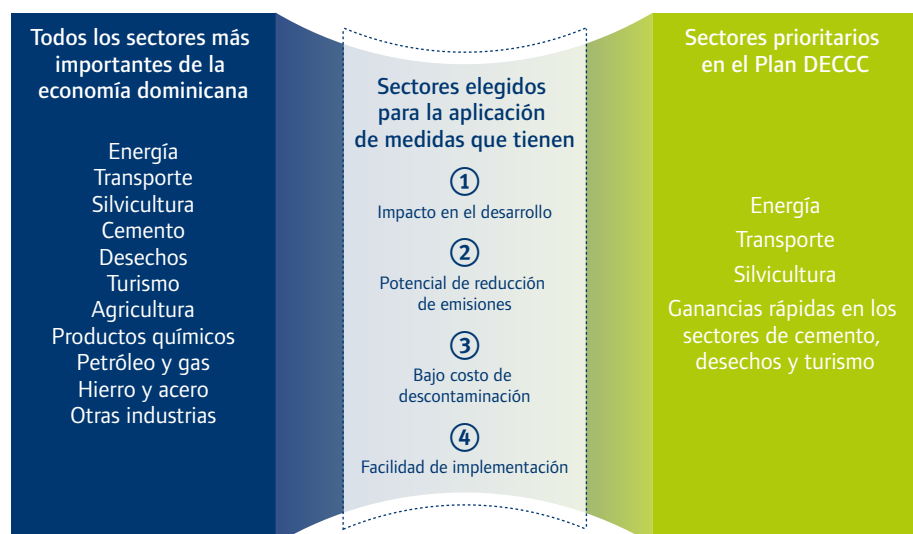 Todos los sectores más
importantes de la
economía dominicana
Energía
Transporte
Silvicultura
Cemento
Desechos
Turismo
Agricultura
Productos químicos
Petróleo y gas
Hierro y acero
Otras industrias
Sectores elegidos
para la aplicación
de medidas que tienen
1
Impacto en el desarrollo
2
Potencial de reducción
de emisiones
3
Bajo costo de
descontaminación
4
Facilidad de implementación
Sectores prioritarios
en el Plan DECCC
Energía
Transporte
Silvicultura
Ganancias rápidas en los
sectores de cemento,
desechos y turismo